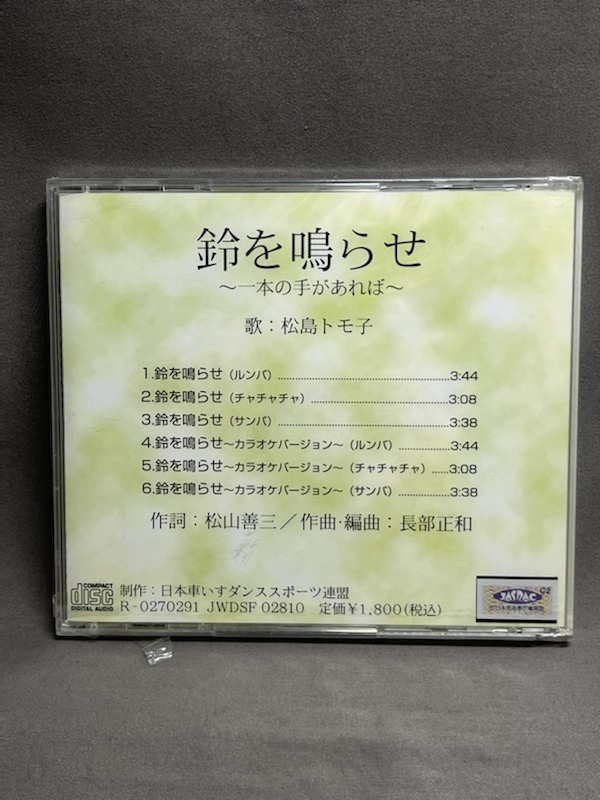 鈴を鳴らせ
～一本の手があれば～
歌：松島トモ子
1.鈴を鳴らせ（ルンバ）......3:44
2.鈴を鳴らせ（チャチャチャ）......3:08
3.鈴を鳴らせ（サンバ）......3:38
4.鈴を鳴らせ～カラオケバージョン～（ルンバ）......3:44
5.鈴を鳴らせ～カラオケバージョン～（チャチャチャ）......3:08
6.鈴を鳴らせ～カラオケバージョン～（サンバ）......3:38
作詞：松山善三／作曲・編曲：長部正和
COMPACT
disc
DIGITAL AUDIO
制作：日本車いすダンススポーツ連盟
R-0270291 JWDSF 02810 定価¥1,800(税込)
JASRAC
02